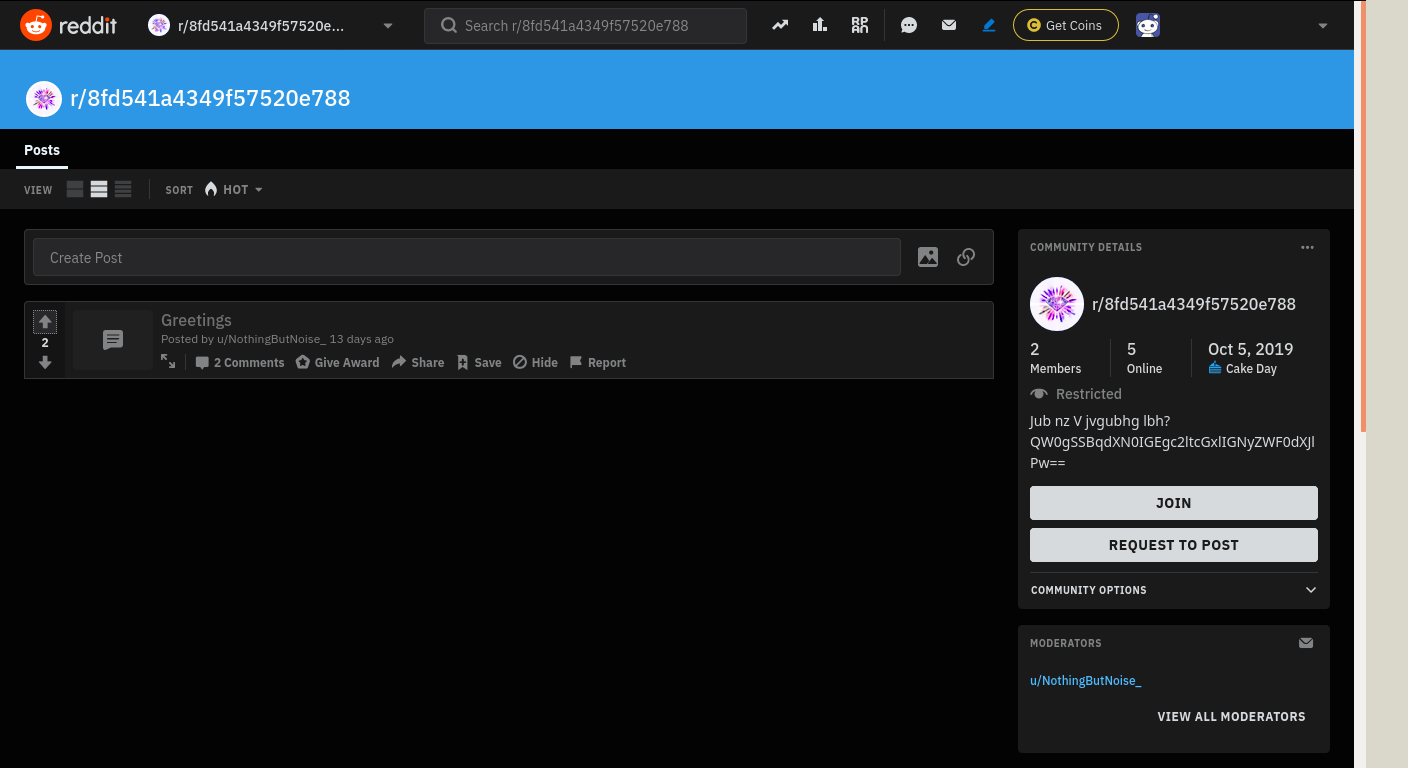 reddit
r/8fd541a4349f57520e...
Search r/8fd541a4349f57520e788
Get Coins
r/8fd541a4349f57520e788
Posts
VIEW
SORT
HOT
Create Post
Greetings
Posted by u/NothingButNoise_ 13 days ago
2
2 Comments
Give Award
Share
Save
Hide
Report
COMMUNITY DETAILS
r/8fd541a4349f57520e788
2
Members
5
Online
Oct 5, 2019
Cake Day
Restricted
Jub nz V jvgubhg lbh?
QW0gSSBqdXN0IGEgc2ltcGxlIGNyZWF0dXJl
Pw==
JOIN
REQUEST TO POST
COMMUNITY OPTIONS
MODERATORS
u/NothingButNoise_
VIEW ALL MODERATORS